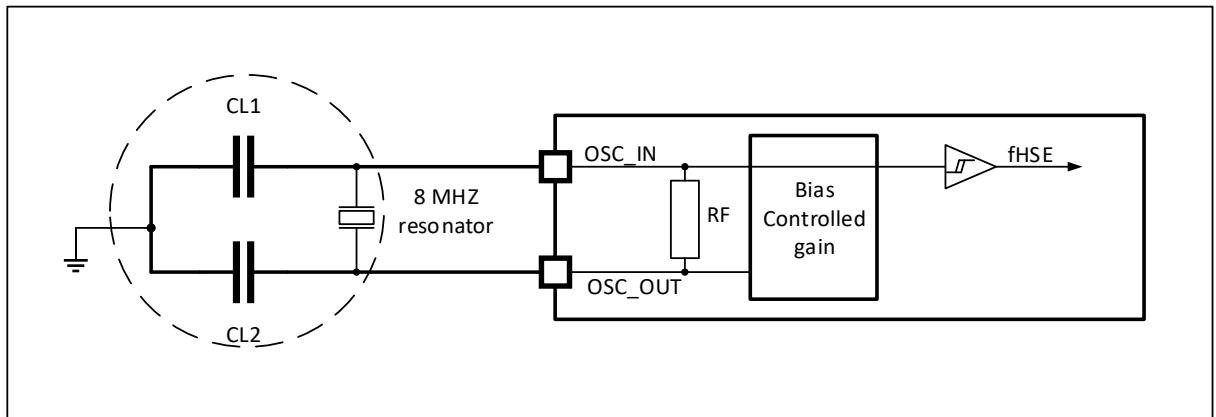 CL1
OSC_IN
fHSE
8 MHZ
resonator
RF
Bias
Controlled
gain
OSC_OUT
CL2